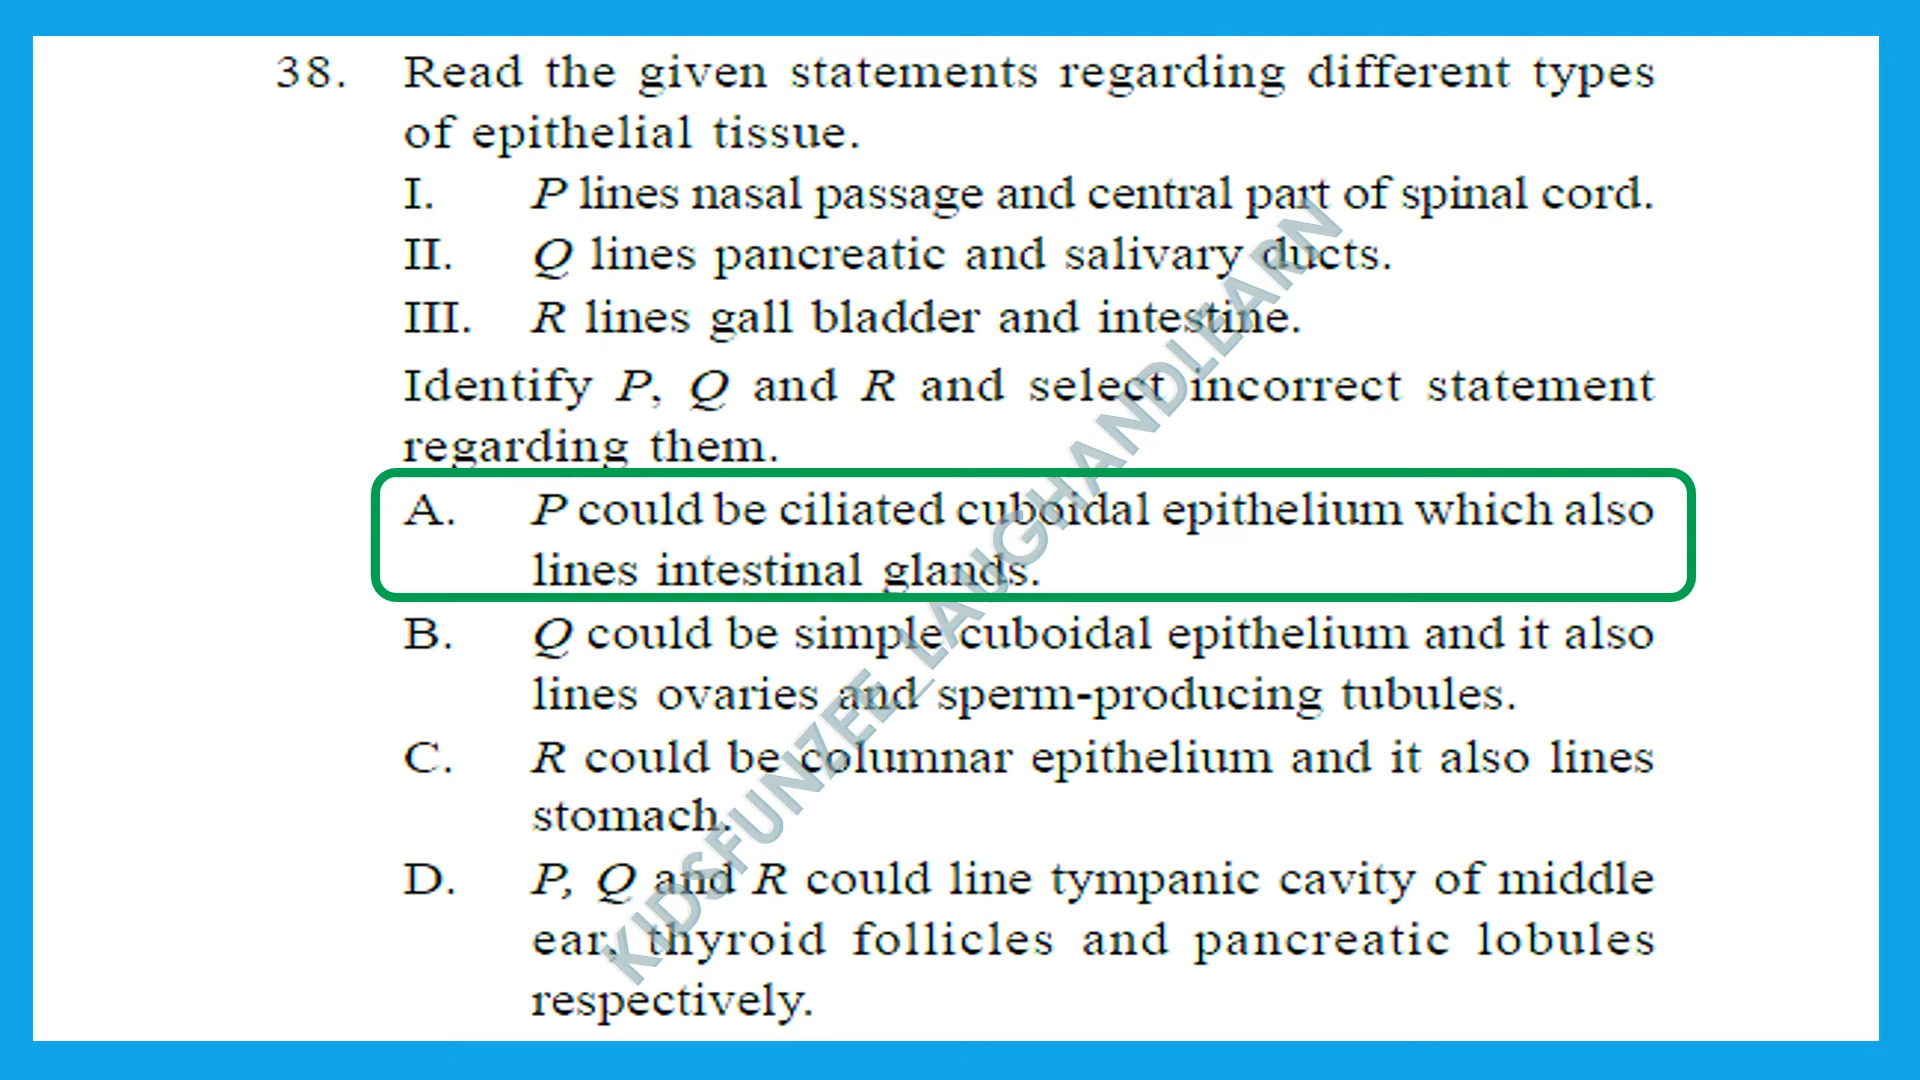 38. Read the given statements regarding different types
of epithelial tissue.
I. P lines nasal passage and central part of spinal cord.
II. Q lines pancreatic and salivary ducts.
III. R lines gall bladder and intestine.
Identify P, Q and R and select incorrect statement
regarding them.
A. P could be ciliated cuboidal epithelium which also
lines intestinal glands.
B. Q could be simple cuboidal epithelium and it also
lines ovaries and sperm-producing tubules.
C. R could be columnar epithelium and it also lines
stomach.
D. P, Q and R could line tympanic cavity of middle
ear, thyroid follicles and pancreatic lobules
respectively.
KIDSFUNZEE_LAUGHANDLEARN